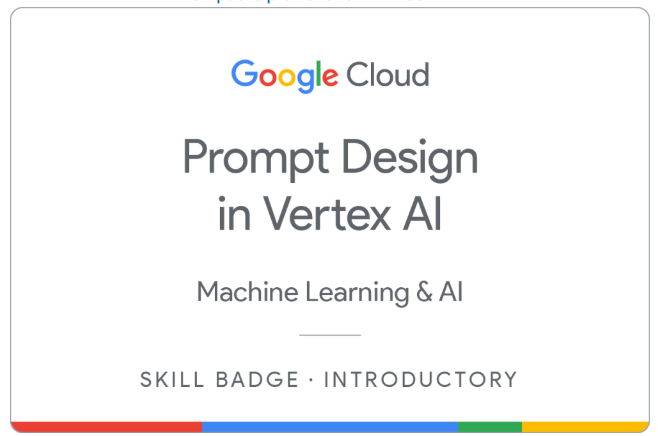 Google Cloud
Prompt Design
in Vertex AI
Machine Learning & AI
SKILL BADGE · INTRODUCTORY